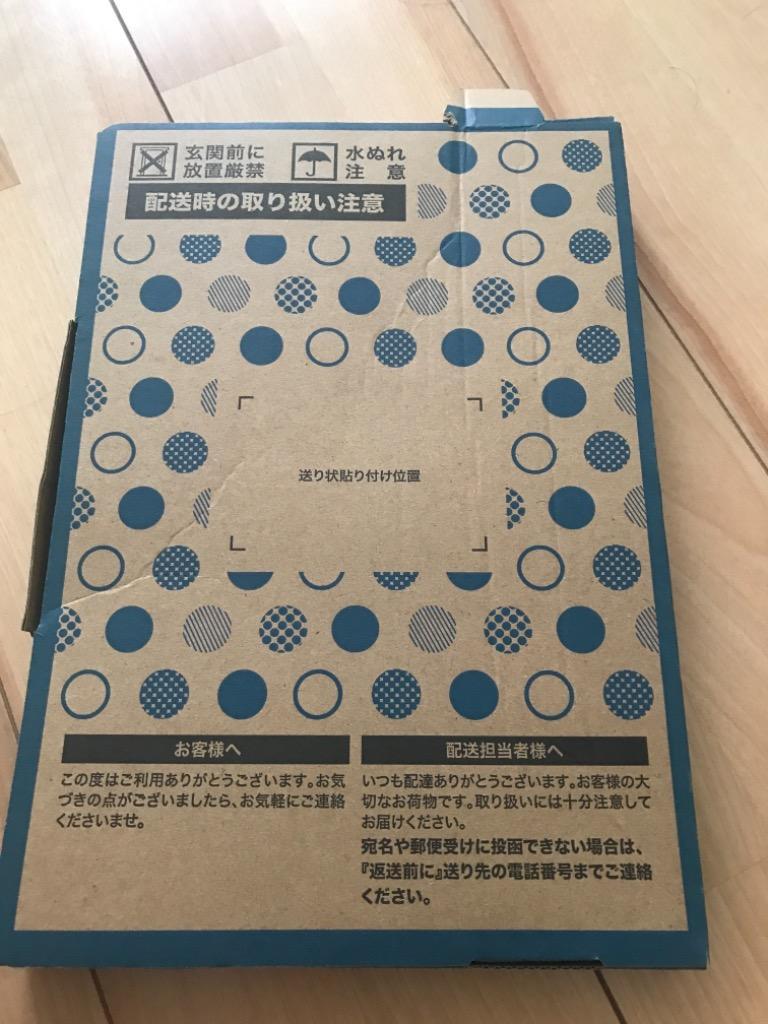 玄関前に
放置厳禁
水ぬれ
注意
配送時の取り扱い注意
送り状貼り付け位置
お客様へ
この度はご利用ありがとうございます。お気
づきの点がございましたら、お気軽にご連絡
くださいませ。
配送担当者様へ
いつも配達ありがとうございます。お客様の大
切なお荷物です。取り扱いには十分注意して
お届けください。
宛名や郵便受けに投函できない場合は、
『返送前に』送り先の電話番号までご連絡
ください。